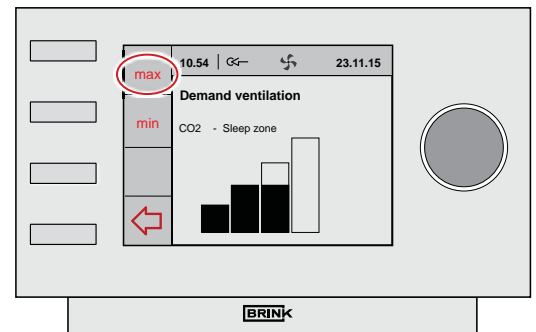 max
10.54
23.11.15
Demand ventilation
min
CO2 - Sleep zone
BRINK